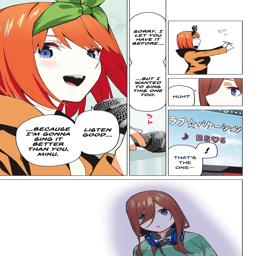 SORRY, I
LET YOU
HAVE IT
BEFORE...
...BUT I
WANTED
TO SING
THIS ONE
TOO.
LISTEN
GOOD...
...BECAUSE
I'M GONNA
SING IT
BETTER
THAN YOU,
MIKU.
HUH?
ラブ☆バケーション
THAT'S
THE
ONE—